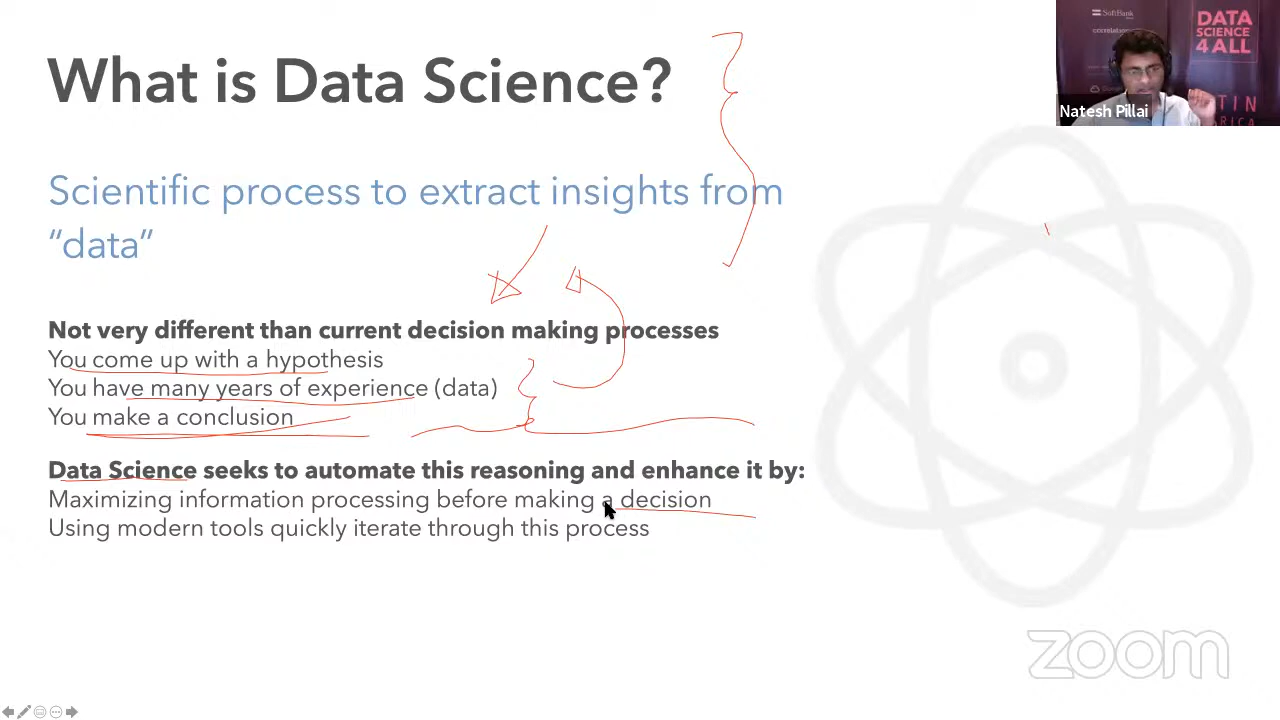 What is Data Science?
Scientific process to extract insights from
“data”
Not very different than current decision making processes
You come up with a hypothesis
You have many years of experience (data)
You make a conclusion
Data Science seeks to automate this reasoning and enhance it by:
Maximizing information processing before making a decision
Using modern tools quickly iterate through this process
SoftBank
DATA
SCIENCE
4 ALL
Natesh Pillai
zoom